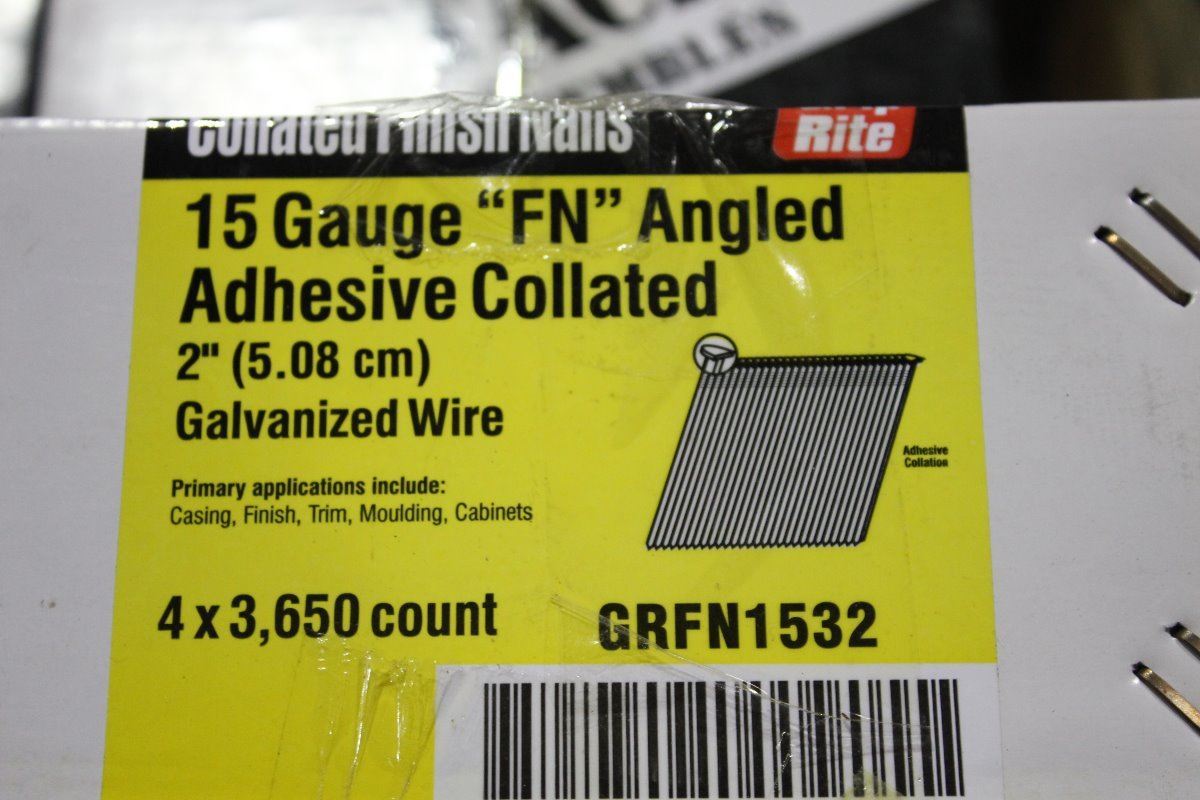 Collated Finish Nails
Rite
15 Gauge “FN” Angled
Adhesive Collated
2" (5.08 cm)
Galvanized Wire
Adhesive
Collation
Primary applications include:
Casing, Finish, Trim, Moulding, Cabinets
4 x 3,650 count
GRFN1532